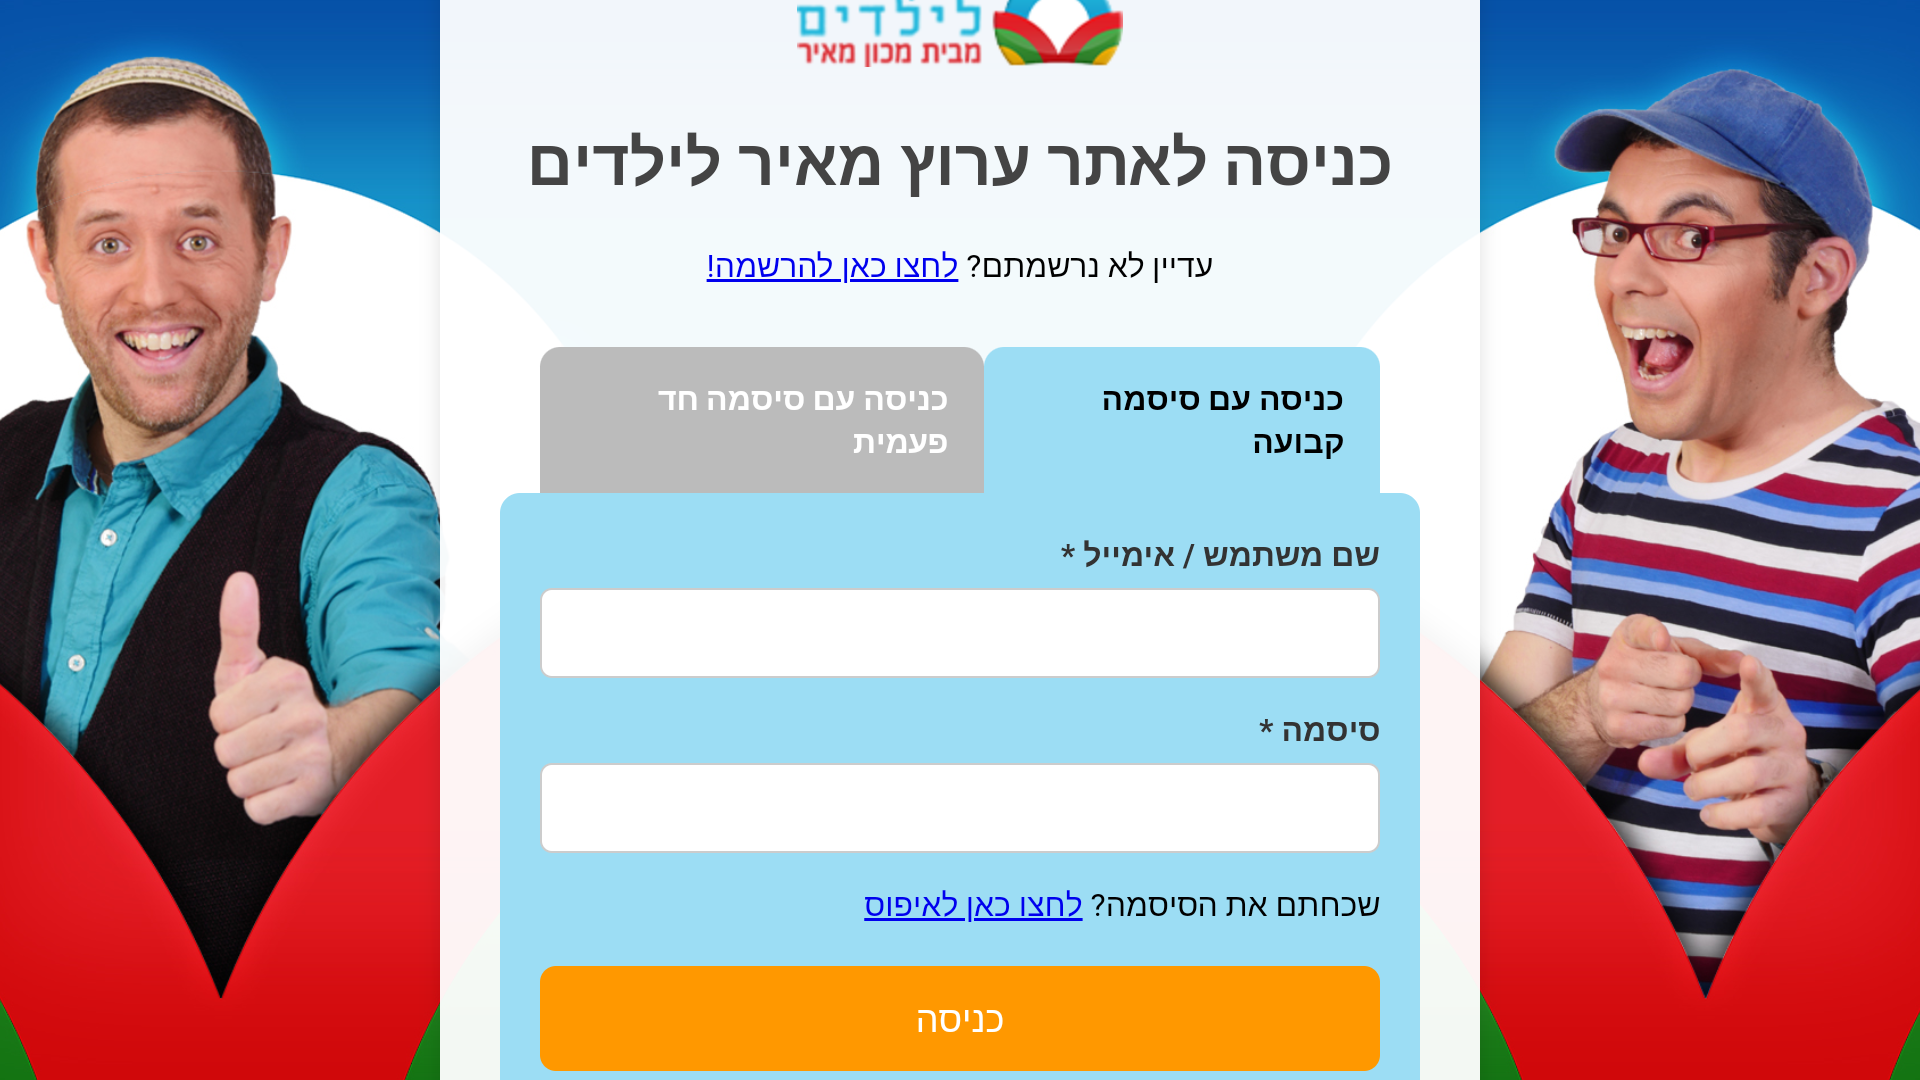 לילדים
מבית מכון מאיר
כניסה לאתר ערוץ מאיר לילדים
עדיין לא נרשמתם? לחצו כאן להרשמה!
כניסה עם סיסמה
קבועה
כניסה עם סיסמה חד
פעמית
שם משתמש / אימייל *
סיסמה *
שכחתם את הסיסמה? לחצו כאן לאיפוס
כניסה